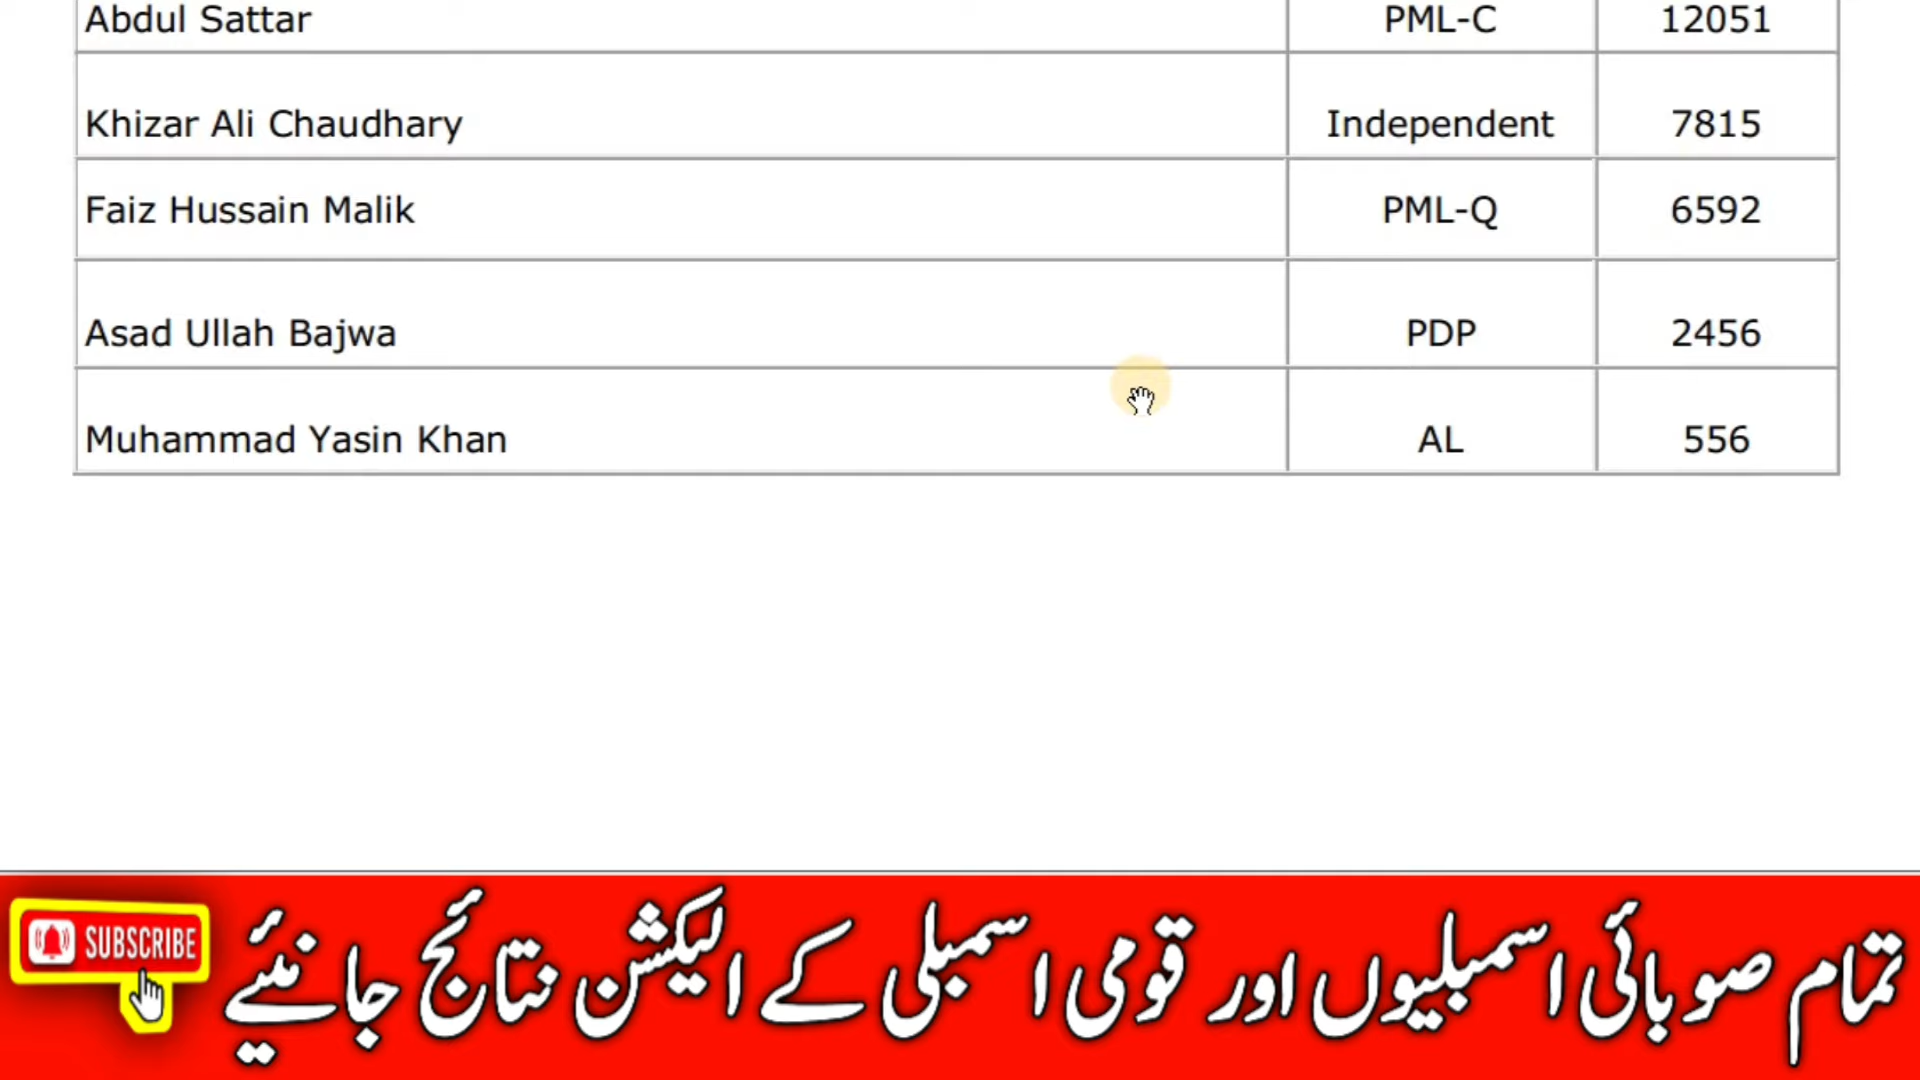 Abdul Sattar PML-C 12051
Khizar Ali Chaudhary Independent 7815
Faiz Hussain Malik PML-Q 6592
Asad Ullah Bajwa PDP 2456
Muhammad Yasin Khan AL 556
تمام صوبائی اسمبلیوں اور قومی اسمبلی کے الیکشن نتائج جانئیے
SUBSCRIBE